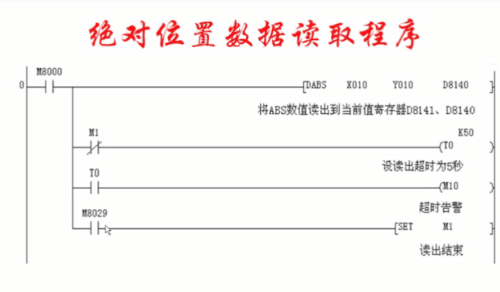 绝对位置数据读取程序
M8000
0 [DABS X010 Y010 D8140 }
将ABS数值读出到当前值寄存器D8141、D8140
M1 K50
(T0 )
设读出超时为5秒
T0
(M10 )
超时告警
M8029
[SET M1 }
读出结束